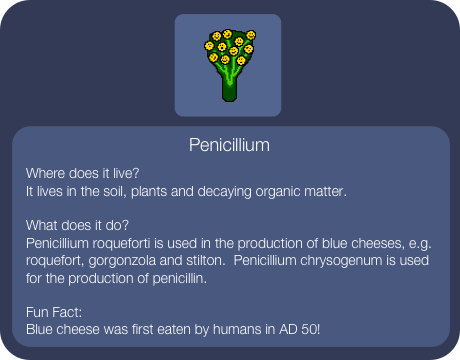 Penicillium
Where does it live?
It lives in the soil, plants and decaying organic matter.
What does it do?
Penicillium roqueforti is used in the production of blue cheeses, e.g.
roquefort, gorgonzola and stilton.  Penicillium chrysogenum is used
for the production of penicillin.
Fun Fact:
Blue cheese was first eaten by humans in AD 50!